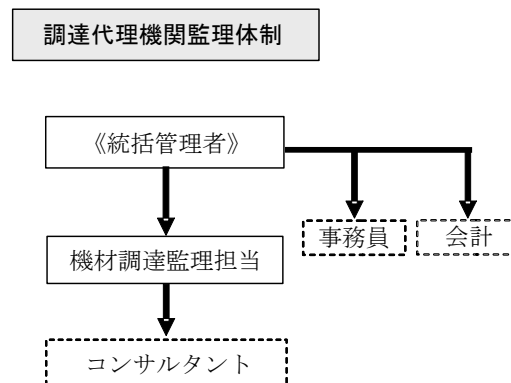 調達代理機関監理体制
《統括管理者》
事務員
会計
機材調達監理担当
コンサルタント